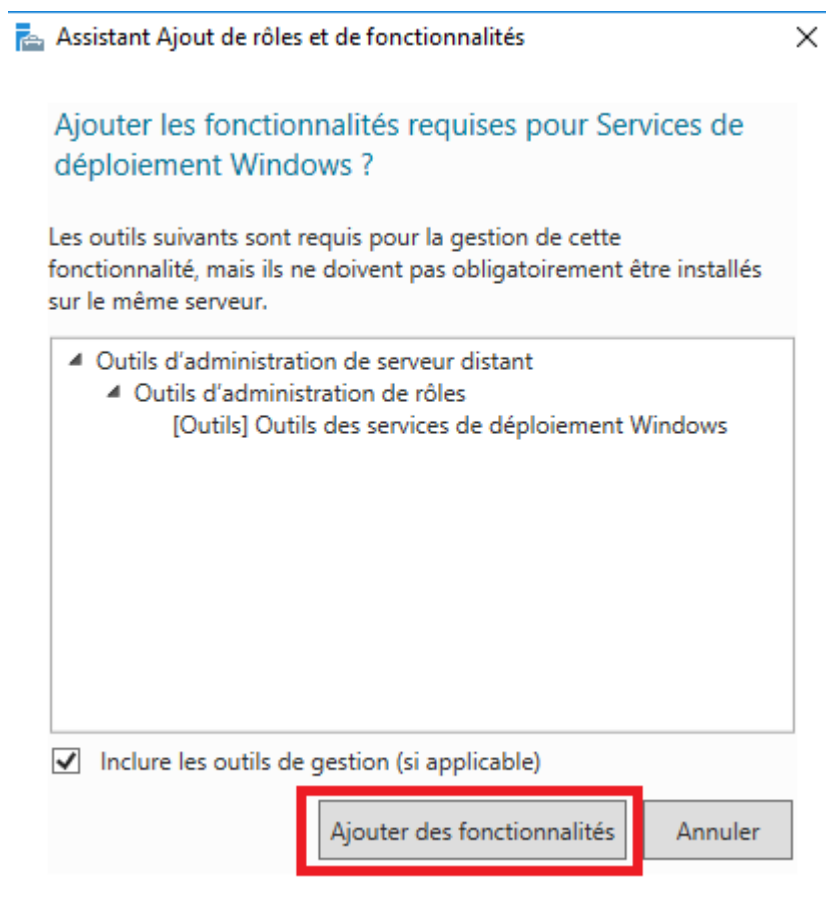 Assistant Ajout de rôles et de fonctionnalités
Ajouter les fonctionnalités requises pour Services de
déploiement Windows ?
Les outils suivants sont requis pour la gestion de cette
fonctionnalité, mais ils ne doivent pas obligatoirement être installés
sur le même serveur.
Outils d'administration de serveur distant
Outils d'administration de rôles
[Outils] Outils des services de déploiement Windows
Inclure les outils de gestion (si applicable)
Ajouter des fonctionnalités
Annuler